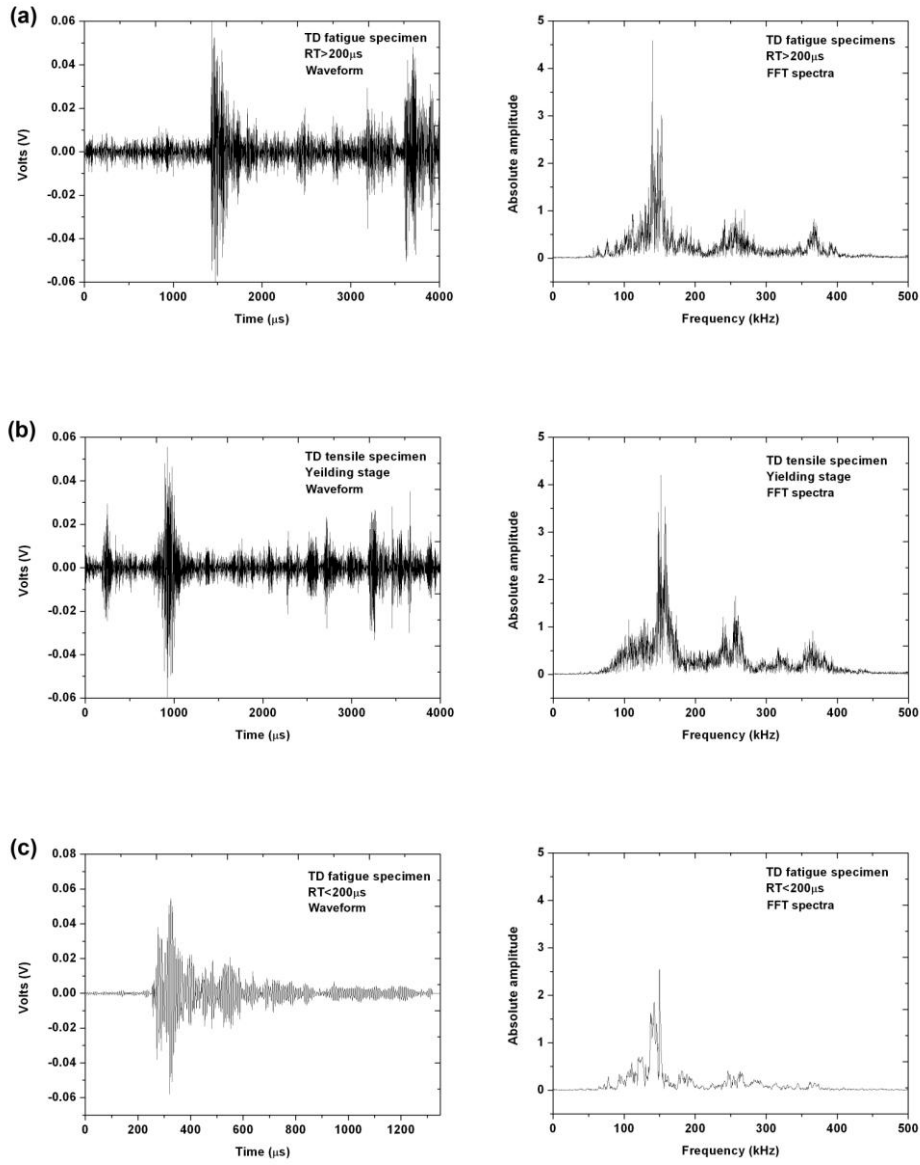 (a)
0.06
0.04
0.02
0.00
-0.02
-0.04
-0.06
Volts (V)
0
1000
2000
3000
4000
Time (μs)
TD fatigue specimen
RT>200μs
Waveform
5
4
3
2
1
0
Absolute amplitude
0
100
200
300
400
500
Frequency (kHz)
TD fatigue specimens
RT>200μs
FFT spectra
(b)
0.06
0.04
0.02
0.00
-0.02
-0.04
-0.06
Volts (V)
0
1000
2000
3000
4000
Time (μs)
TD tensile specimen
Yeilding stage
Waveform
5
4
3
2
1
0
Absolute amplitude
0
100
200
300
400
500
Frequency (kHz)
TD tensile specimen
Yielding stage
FFT spectra
(c)
0.08
0.06
0.04
0.02
0.00
-0.02
-0.04
-0.06
Volts (V)
0
200
400
600
800
1000
1200
Time (μs)
TD fatigue specimen
RT<200μs
Waveform
5
4
3
2
1
0
Absolute amplitude
0
100
200
300
400
500
Frequency (kHz)
TD fatigue specimen
RT<200μs
FFT spectra